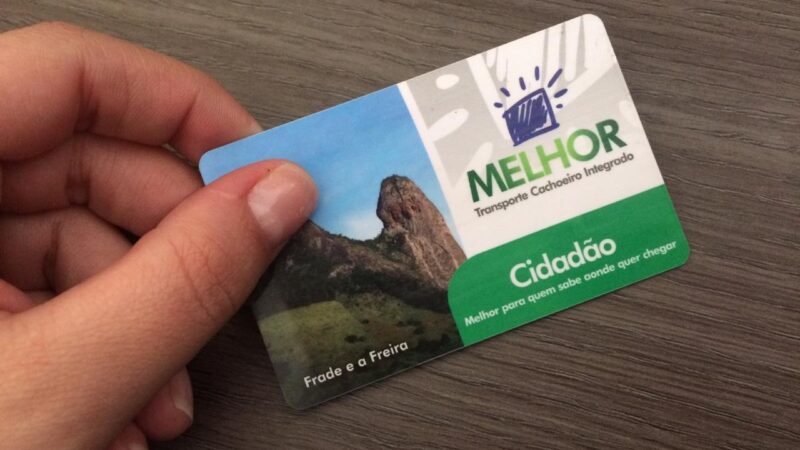 MELHOR
Transporte Cachoeiro Integrado
Cidadão
Melhor para quem sabe aonde quer chegar
Frade e a Freira